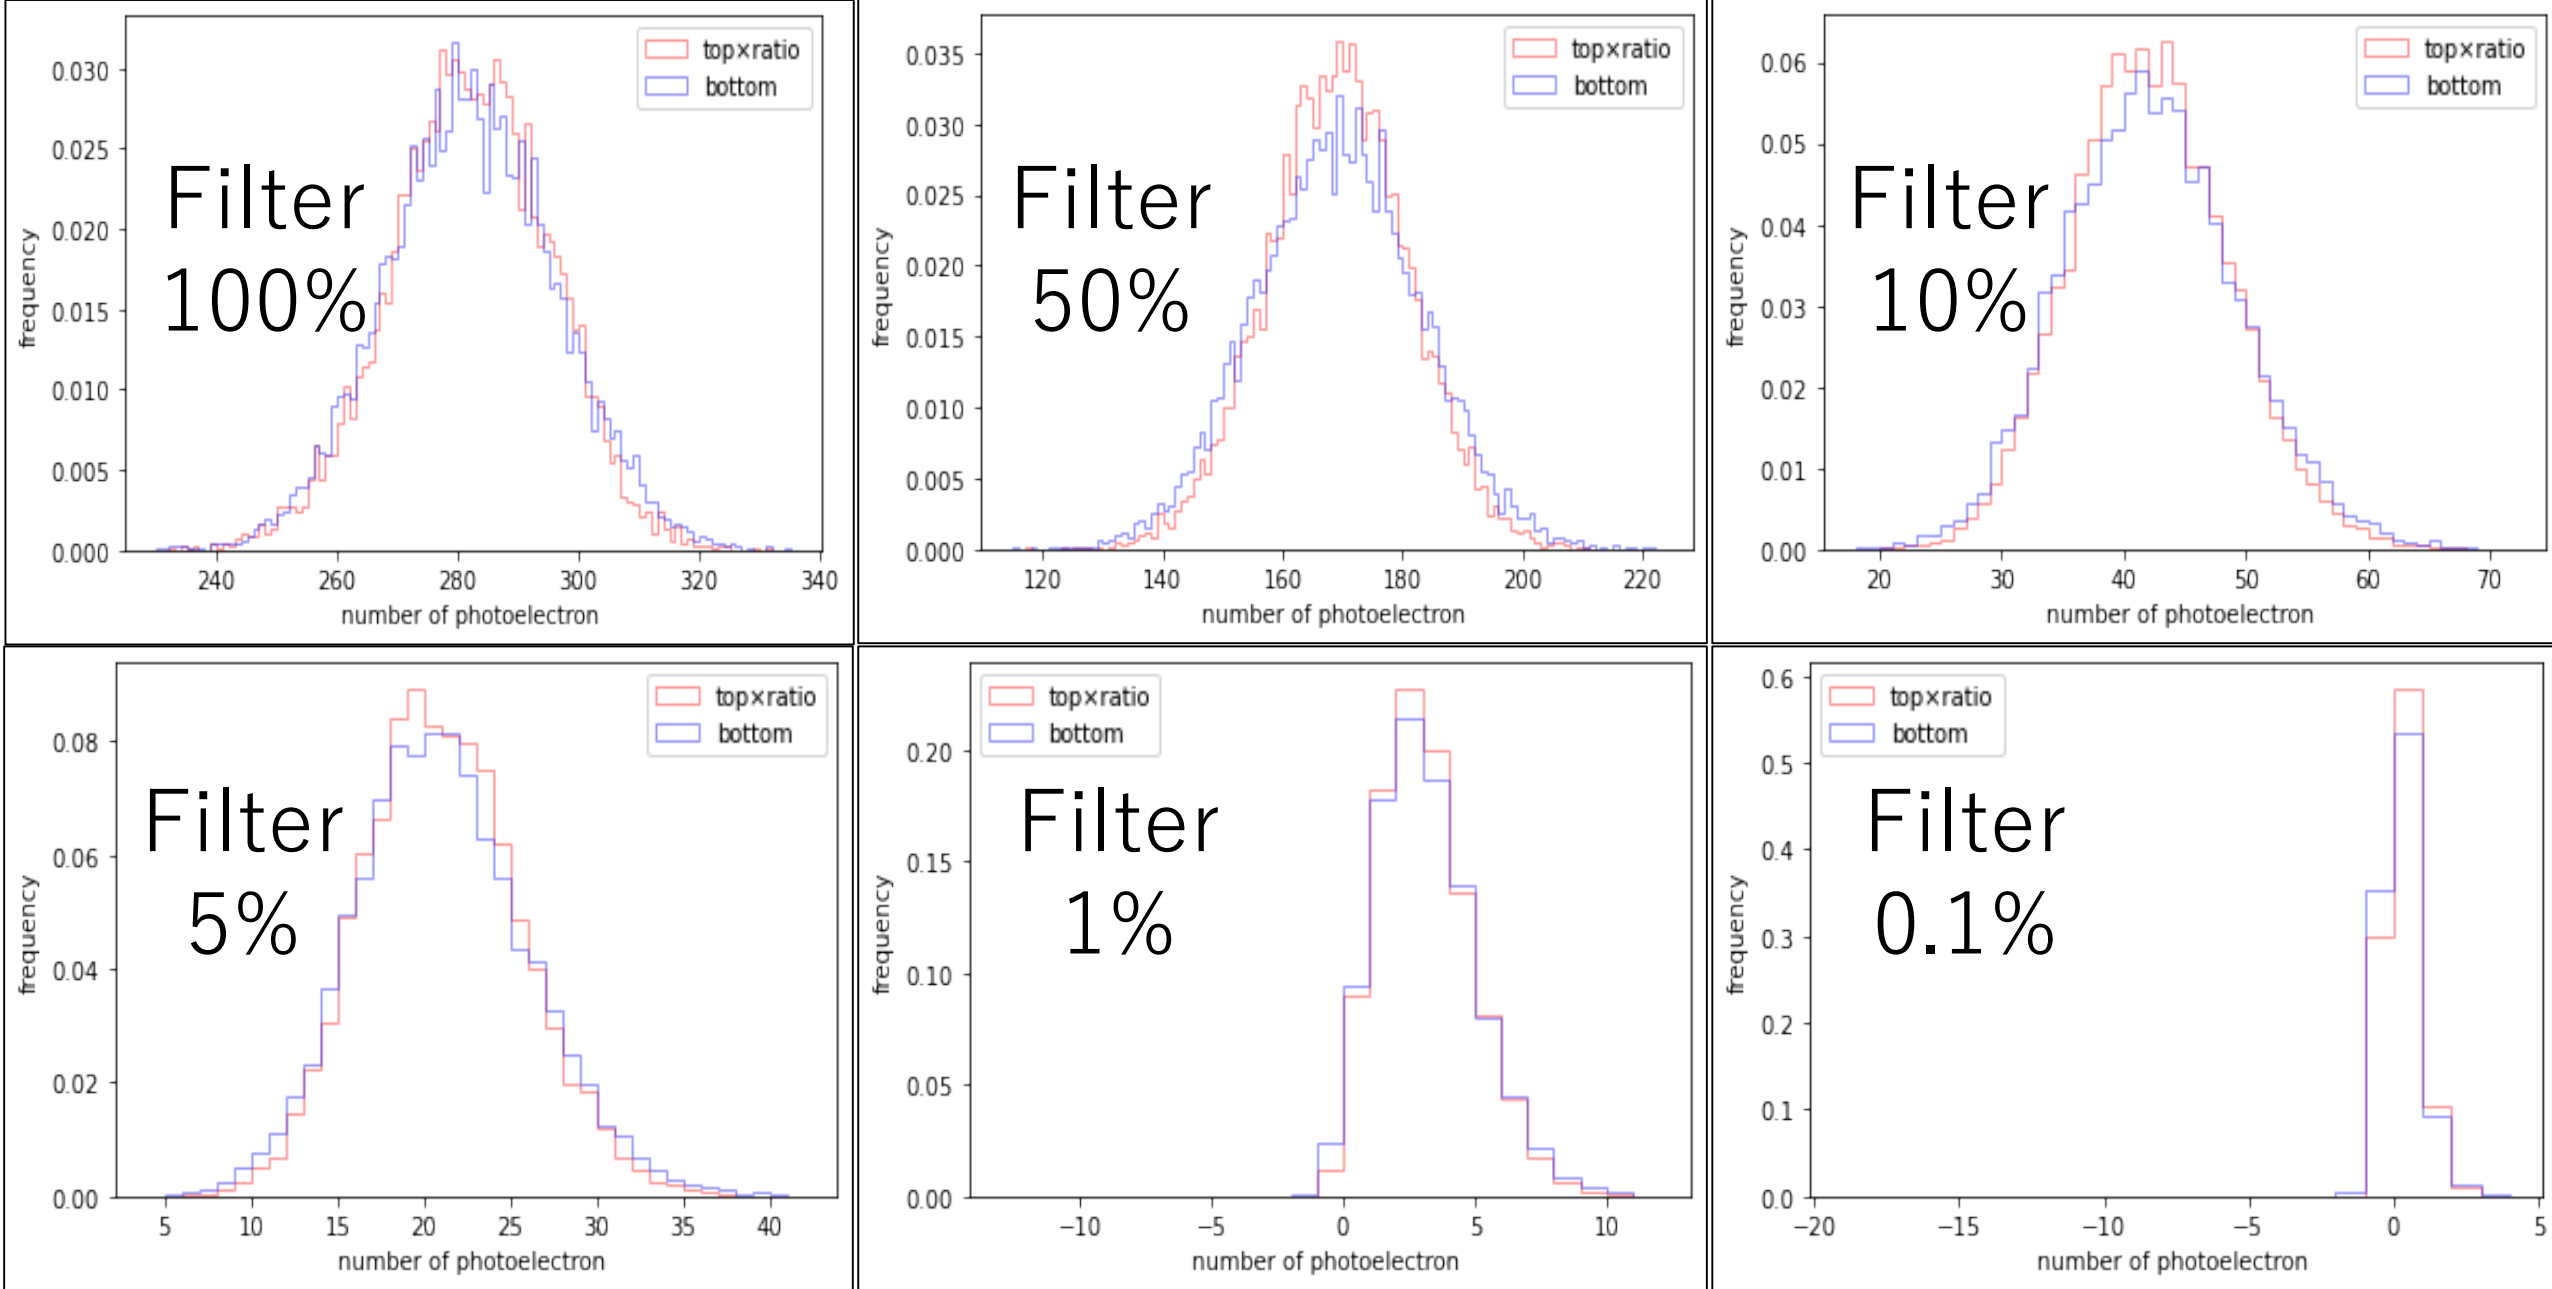 top×ratio
bottom
Filter
100%
frequency
0.030
0.025
0.020
0.015
0.010
0.005
0.000
240 260 280 300 320 340
number of photoelectron
top×ratio
bottom
Filter
50%
frequency
0.035
0.030
0.025
0.020
0.015
0.010
0.005
0.000
120 140 160 180 200 220
number of photoelectron
top×ratio
bottom
Filter
10%
frequency
0.06
0.05
0.04
0.03
0.02
0.01
0.00
20 30 40 50 60 70
number of photoelectron
top×ratio
bottom
Filter
5%
frequency
0.08
0.06
0.04
0.02
0.00
5 10 15 20 25 30 35 40
number of photoelectron
top×ratio
bottom
Filter
1%
frequency
0.20
0.15
0.10
0.05
0.00
−10 −5 0 5 10
number of photoelectron
top×ratio
bottom
Filter
0.1%
frequency
0.6
0.5
0.4
0.3
0.2
0.1
0.0
−20 −15 −10 −5 0 5
number of photoelectron